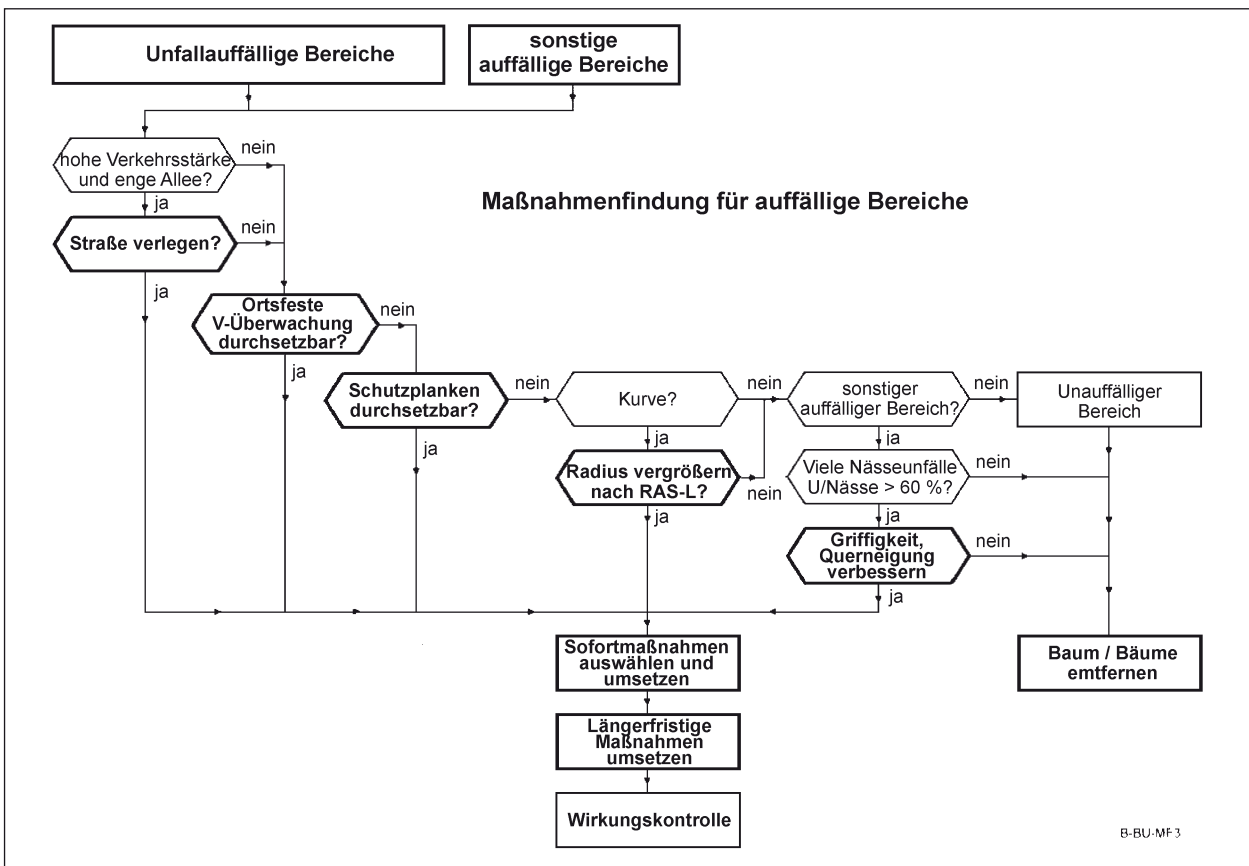 Unfallauffällige Bereiche
sonstige
auffällige Bereiche
hohe Verkehrsstärke
und enge Allee?
nein
ja
Maßnahmenfindung für auffällige Bereiche
Straße verlegen?
nein
ja
Ortsfeste
V-Überwachung
durchsetzbar?
nein
ja
Schutzplanken
durchsetzbar?
nein
ja
Kurve?
nein
ja
sonstiger
auffälliger Bereich?
nein
ja
Unauffälliger
Bereich
Radius vergrößern
nach RAS-L?
nein
ja
Viele Nässeunfälle
U/Nässe > 60 %?
nein
ja
Griffigkeit,
Querneigung
verbessern
nein
ja
Sofortmaßnahmen
auswählen und
umsetzen
Baum / Bäume
emtfernen
Längerfristige
Maßnahmen
umsetzen
Wirkungskontrolle
B-BU-MF3